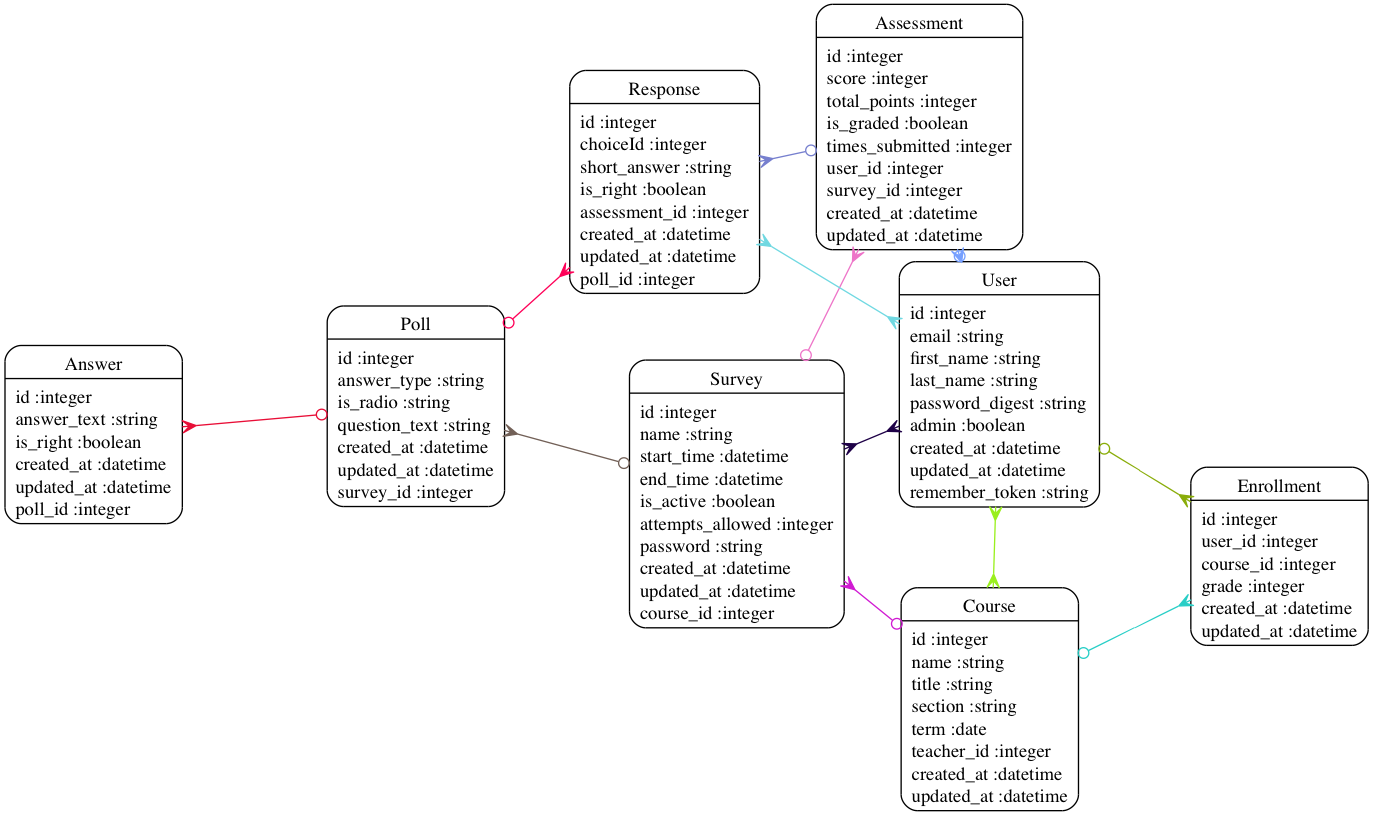 Assessment
id :integer
score :integer
total_points :integer
is_graded :boolean
times_submitted :integer
user_id :integer
survey_id :integer
created_at :datetime
updated_at :datetime
Response
id :integer
choiceId :integer
short_answer :string
is_right :boolean
assessment_id :integer
created_at :datetime
updated_at :datetime
poll_id :integer
User
id :integer
email :string
first_name :string
last_name :string
password_digest :string
admin :boolean
created_at :datetime
updated_at :datetime
remember_token :string
Poll
id :integer
answer_type :string
is_radio :string
question_text :string
created_at :datetime
updated_at :datetime
survey_id :integer
Answer
id :integer
answer_text :string
is_right :boolean
created_at :datetime
updated_at :datetime
poll_id :integer
Survey
id :integer
name :string
start_time :datetime
end_time :datetime
is_active :boolean
attempts_allowed :integer
password :string
created_at :datetime
updated_at :datetime
course_id :integer
Enrollment
id :integer
user_id :integer
course_id :integer
grade :integer
created_at :datetime
updated_at :datetime
Course
id :integer
name :string
title :string
section :string
term :date
teacher_id :integer
created_at :datetime
updated_at :datetime